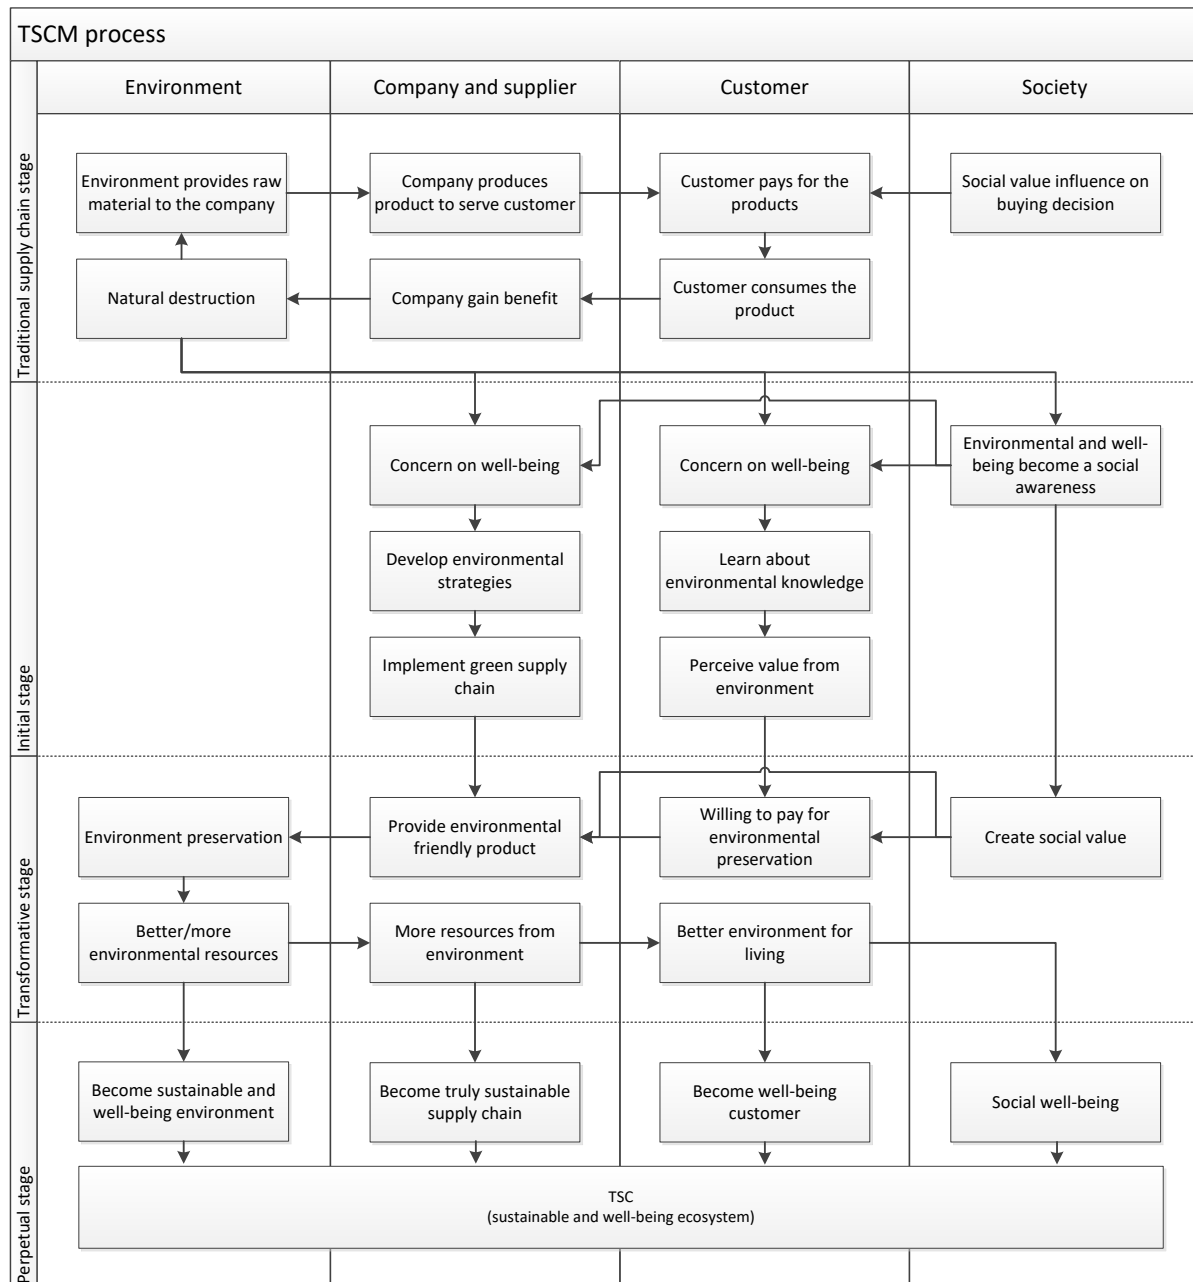 TSCM process
Environment
Company and supplier
Customer
Society
Traditional supply chain stage
Environment provides raw
material to the company
Company produces
product to serve customer
Customer pays for the
products
Social value influence on
buying decision
Natural destruction
Company gain benefit
Customer consumes the
product
Initial stage
Concern on well-being
Concern on well-being
Environmental and well-
being become a social
awareness
Develop environmental
strategies
Learn about
environmental knowledge
Implement green supply
chain
Perceive value from
environment
Transformative stage
Environment preservation
Provide environmental
friendly product
Willing to pay for
environmental
preservation
Create social value
Better/more
environmental resources
More resources from
environment
Better environment for
living
Perpetual stage
Become sustainable and
well-being environment
Become truly sustainable
supply chain
Become well-being
customer
Social well-being
TSC
(sustainable and well-being ecosystem)